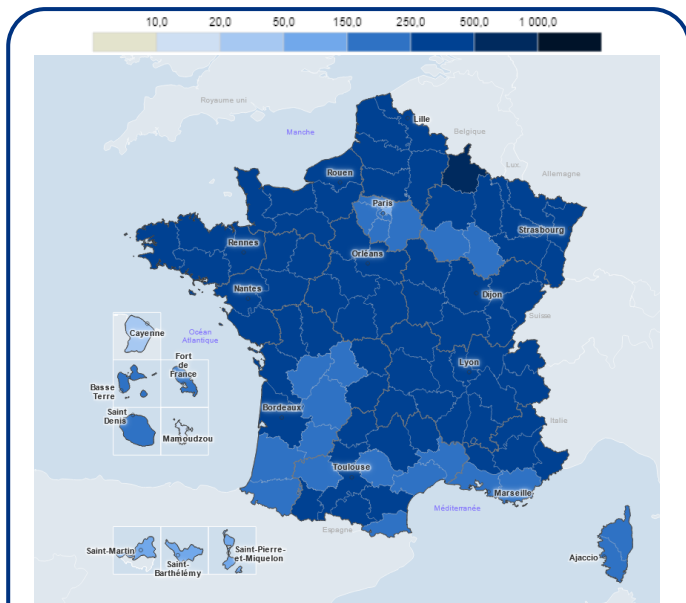 10,0 20,0 50,0 150,0 250,0 500,0 1 000,0
Royaume uni
Lille
Manche
Belgique
Lux.
Allemagne
Rouen
Paris
Strasbourg
Rennes
Orléans
Nantes
Dijon
Suisse
Cayenne
Océan
Atlantique
Fort
de
France
Basse
Terre
Lyon
Saint
Denis
Bordeaux
Mamoudzou
Italie
Toulouse
Marseille
Méditerranée
Espagne
Saint-Martin
Saint-
Barthélémy
Saint-Pierre-
et-Miquelon
Ajaccio